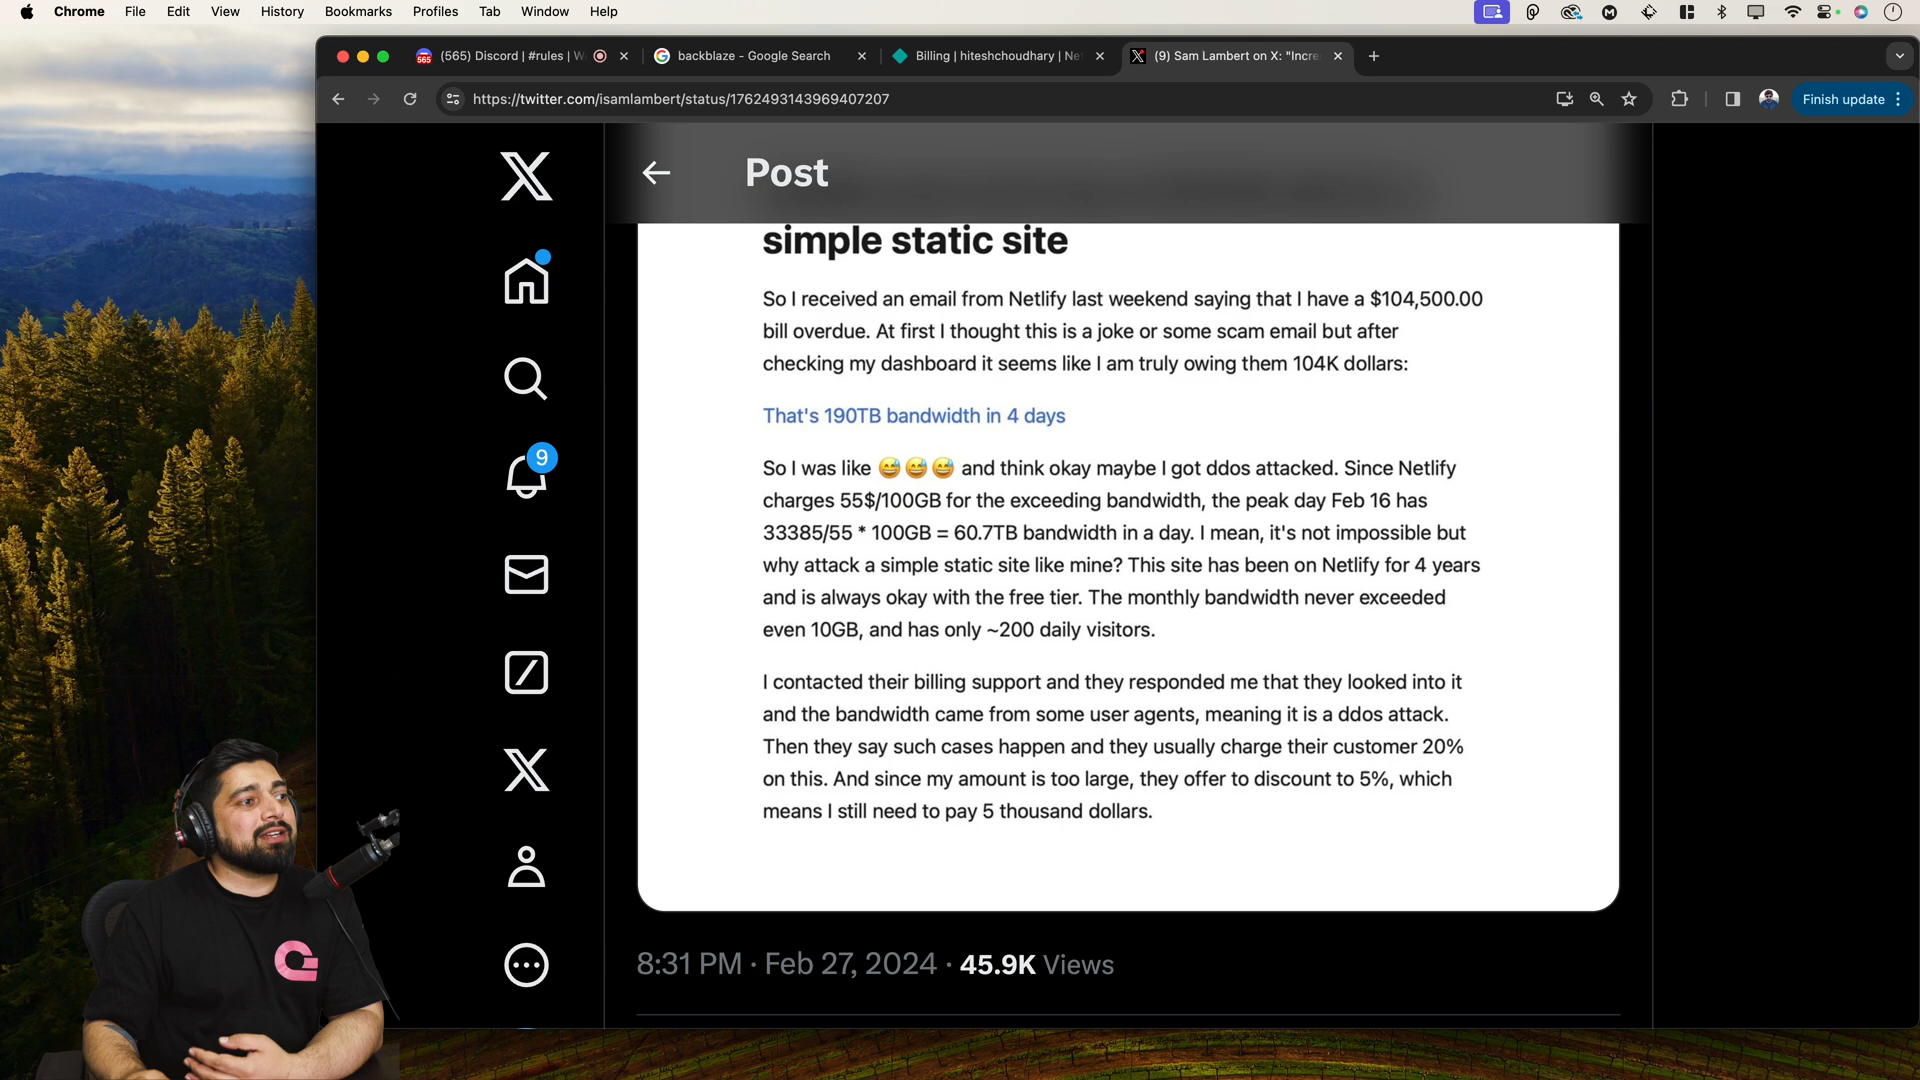 Chrome File Edit View History Bookmarks Profiles Tab Window Help
565 (565) Discord | #rules | W
backblaze - Google Search
Billing | hiteshchoudhary | Ne
(9) Sam Lambert on X: "Incre
https://twitter.com/isamlambert/status/1762493143969407207
Finish update
Post
simple static site
So I received an email from Netlify last weekend saying that I have a $104,500.00
bill overdue. At first I thought this is a joke or some scam email but after
checking my dashboard it seems like I am truly owing them 104K dollars:
That's 190TB bandwidth in 4 days
So I was like 😅😅😅 and think okay maybe I got ddos attacked. Since Netlify
charges 55$/100GB for the exceeding bandwidth, the peak day Feb 16 has
33385/55 * 100GB = 60.7TB bandwidth in a day. I mean, it's not impossible but
why attack a simple static site like mine? This site has been on Netlify for 4 years
and is always okay with the free tier. The monthly bandwidth never exceeded
even 10GB, and has only ~200 daily visitors.
I contacted their billing support and they responded me that they looked into it
and the bandwidth came from some user agents, meaning it is a ddos attack.
Then they say such cases happen and they usually charge their customer 20%
on this. And since my amount is too large, they offer to discount to 5%, which
means I still need to pay 5 thousand dollars.
9
8:31 PM · Feb 27, 2024 · 45.9K Views